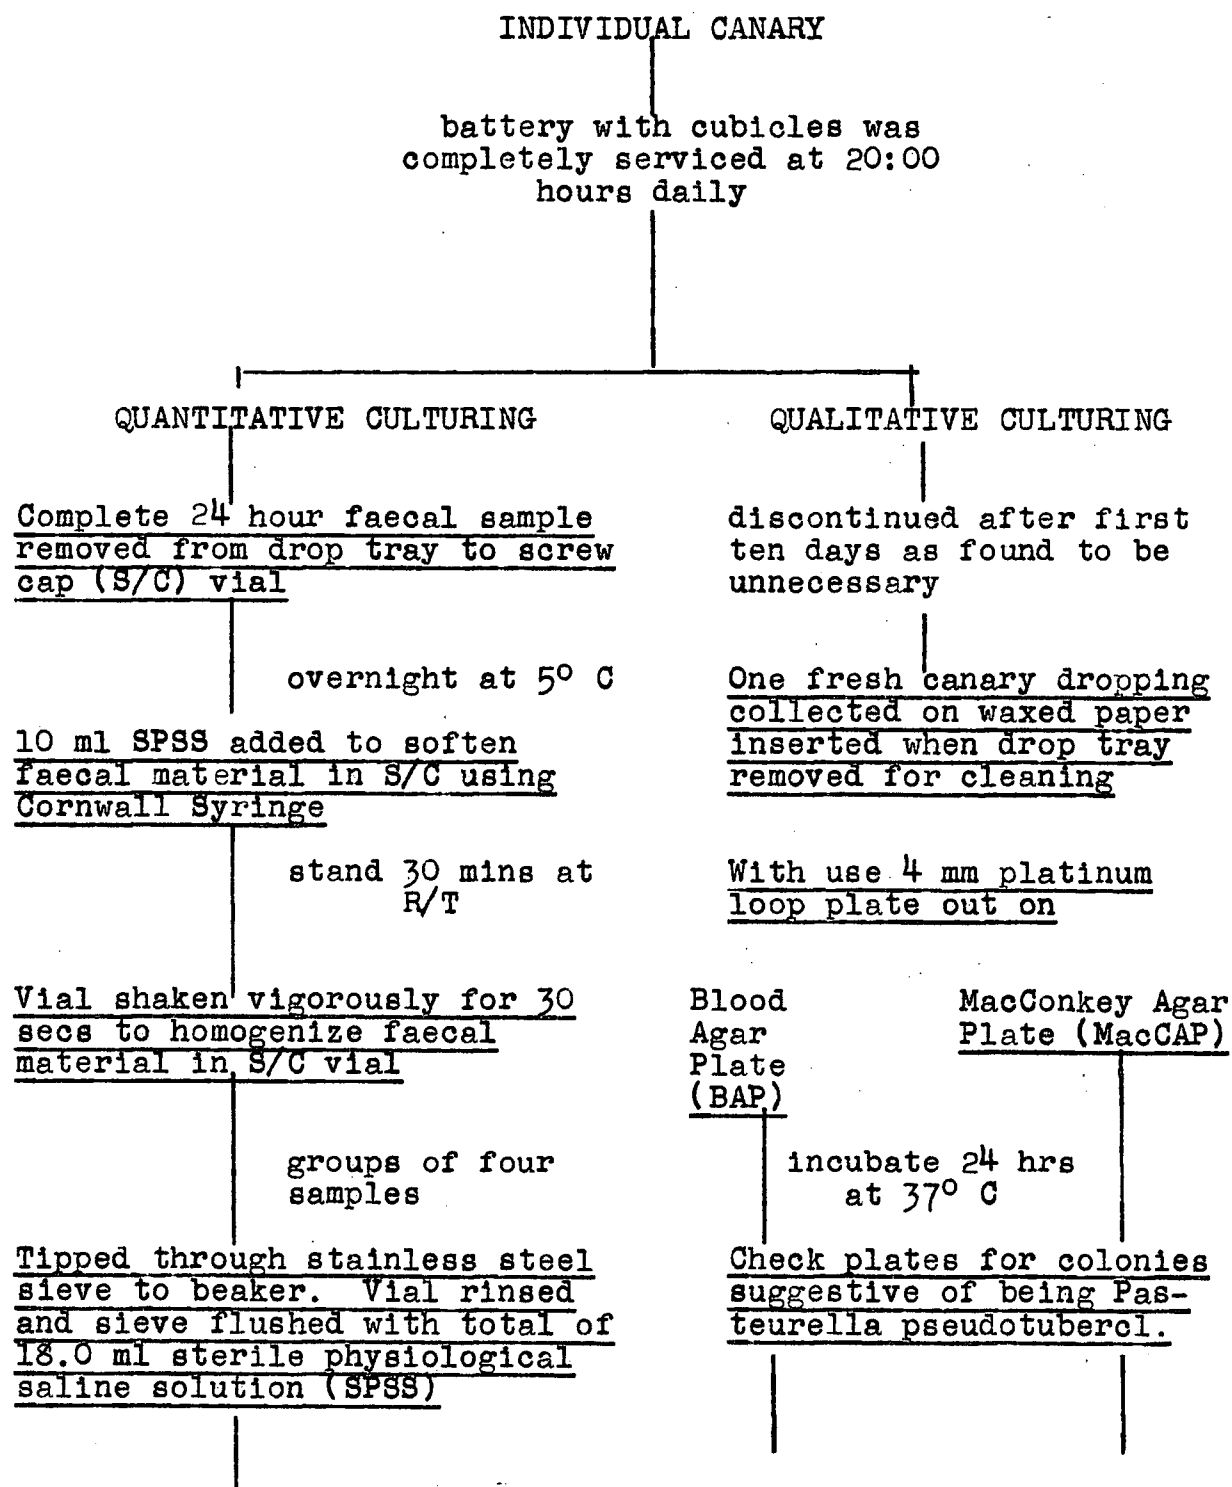 INDIVIDUAL CANARY
battery with cubicles was
completely serviced at 20:00
hours daily
QUANTITATIVE CULTURING
Complete 24 hour faecal sample
removed from drop tray to screw
cap (S/C) vial
overnight at 5º C
10 ml SPSS added to soften
faecal material in S/C using
Cornwall Syringe
stand 30 mins at
R/T
Vial shaken vigorously for 30
secs to homogenize faecal
material in S/C vial
groups of four
samples
Tipped through stainless steel
sieve to beaker. Vial rinsed
and sieve flushed with total of
18.0 ml sterile physiological
saline solution (SPSS)
QUALITATIVE CULTURING
discontinued after first
ten days as found to be
unnecessary
One fresh canary dropping
collected on waxed paper
inserted when drop tray
removed for cleaning
With use 4 mm platinum
loop plate out on
Blood
Agar
Plate
(BAP)
MacConkey Agar
Plate (MacCAP)
incubate 24 hrs
at 37º C
Check plates for colonies
suggestive of being Pas-
teurella pseudotubercl.